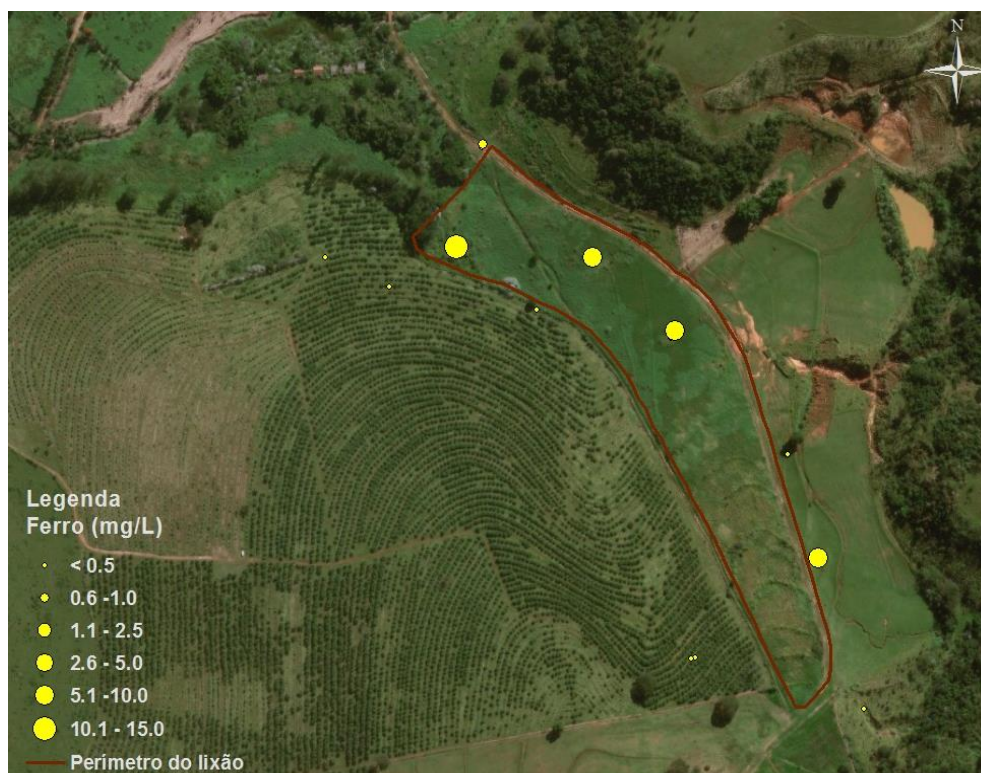 N
Legenda
Ferro (mg/L)
< 0.5
0.6 -1.0
1.1 - 2.5
2.6 - 5.0
5.1 -10.0
10.1 - 15.0
Perímetro do lixão